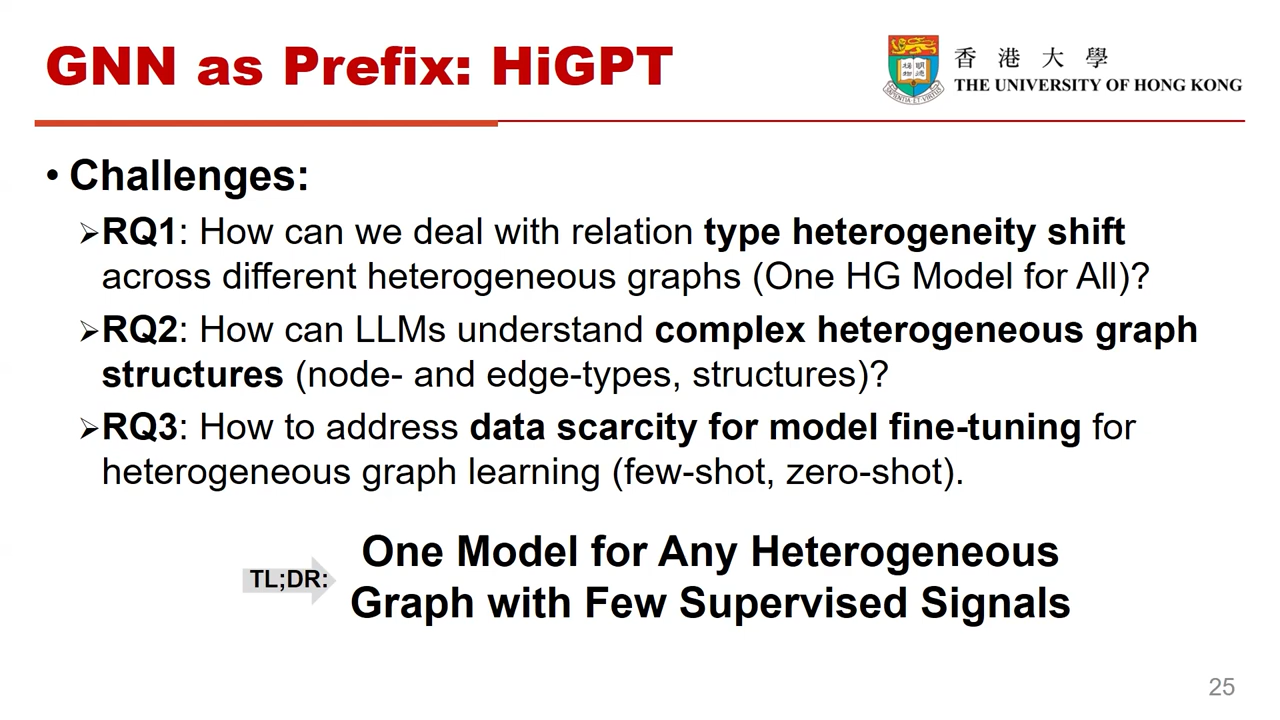 GNN as Prefix: HiGPT
香港大學
THE UNIVERSITY OF HONG KONG
• Challenges:
➢RQ1: How can we deal with relation type heterogeneity shift
across different heterogeneous graphs (One HG Model for All)?
➢RQ2: How can LLMs understand complex heterogeneous graph
structures (node- and edge-types, structures)?
➢RQ3: How to address data scarcity for model fine-tuning for
heterogeneous graph learning (few-shot, zero-shot).
TL;DR:
One Model for Any Heterogeneous
Graph with Few Supervised Signals
25